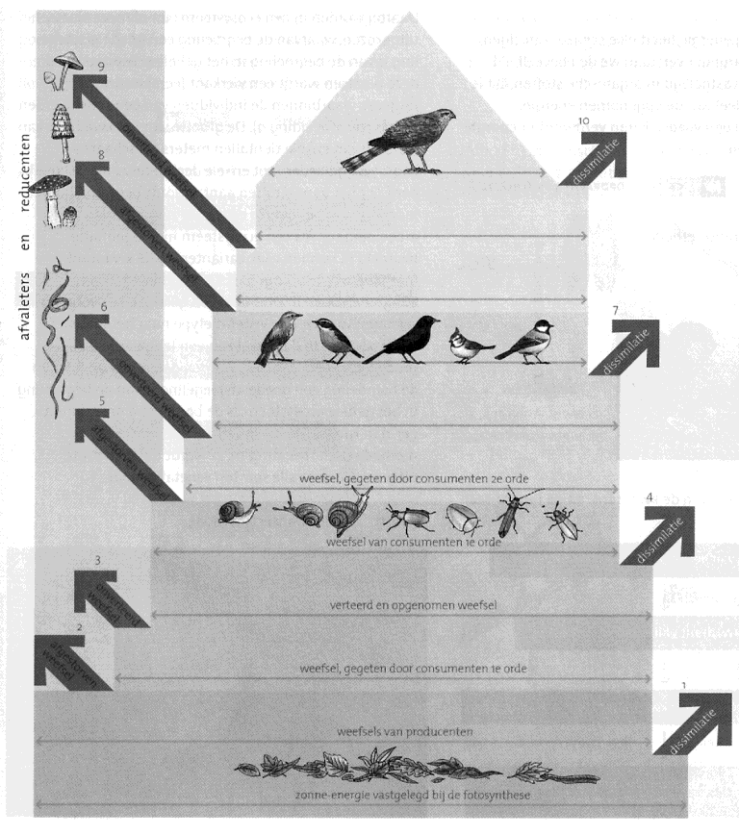 afvaleters en reducenten
9
onverteerd weefsel
10
dissimilatie
8
afgestorven weefsel
7
dissimilatie
6
onverteerd weefsel
5
afgestorven weefsel
weefsel, gegeten door consumenten 2e orde
4
dissimilatie
weefsel van consumenten 1e orde
3
onverteerd
weefsel
verteerd en opgenomen weefsel
2
afgestorven
weefsel
weefsel, gegeten door consumenten 1e orde
1
dissimilatie
weefsels van producenten
zonne-energie vastgelegd bij de fotosynthese